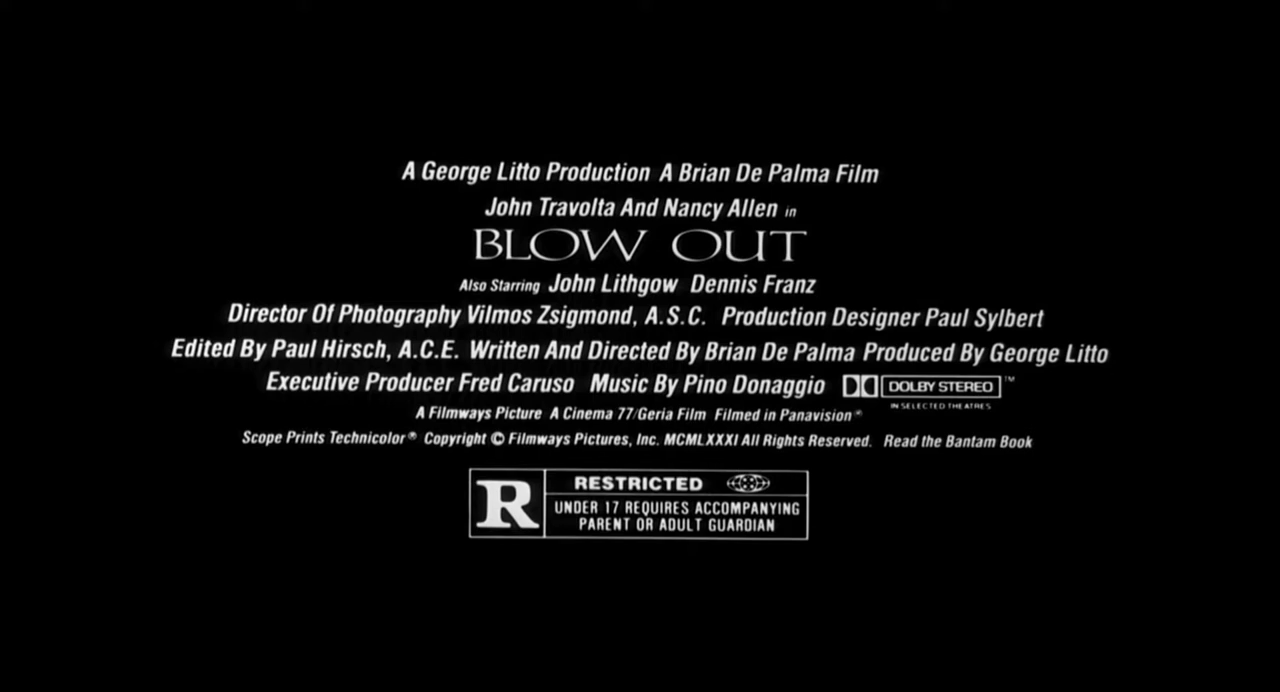 A George Litto Production A Brian De Palma Film
John Travolta And Nancy Allen in
BLOW OUT
Also Starring John Lithgow Dennis Franz
Director Of Photography Vilmos Zsigmond, A.S.C. Production Designer Paul Sylbert
Edited By Paul Hirsch, A.C.E. Written And Directed By Brian De Palma Produced By George Litto
Executive Producer Fred Caruso Music By Pino Donaggio DOLBY STEREO ™
IN SELECTED THEATRES
A Filmways Picture A Cinema 77/Geria Film Filmed in Panavision®
Scope Prints Technicolor® Copyright © Filmways Pictures, Inc. MCMLXXXI All Rights Reserved. Read the Bantam Book
R
RESTRICTED
UNDER 17 REQUIRES ACCOMPANYING
PARENT OR ADULT GUARDIAN